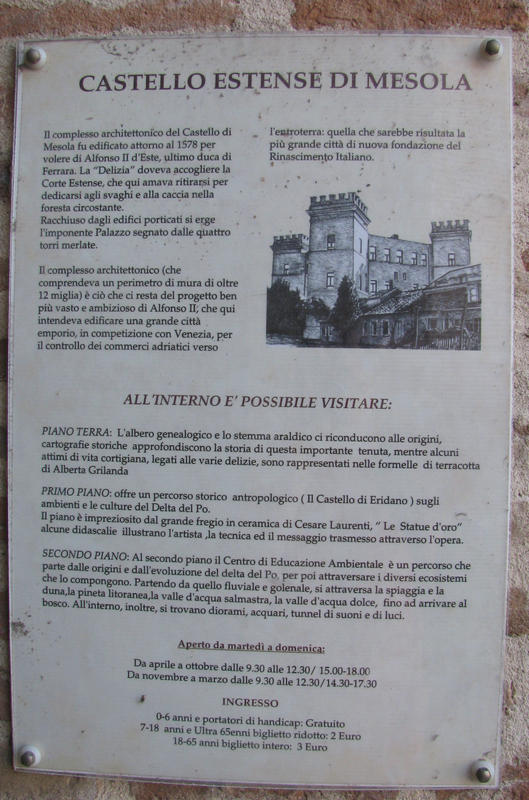 CASTELLO ESTENSE DI MESOLA
Il complesso architettonico del Castello di
Mesola fu edificato attorno al 1578 per
volere di Alfonso II d'Este, ultimo duca di
Ferrara. La "Delizia" doveva accogliere la
Corte Estense, che qui amava ritirarsi per
dedicarsi agli svaghi e alla caccia nella
foresta circostante.
Racchiuso dagli edifici porticati si erge
l'imponente Palazzo segnato dalle quattro
torri merlate.
Il complesso architettonico (che
comprendeva un perimetro di mura di oltre
12 miglia) è ciò che ci resta del progetto ben
più vasto e ambizioso di Alfonso II; che qui
intendeva edificare una grande città
emporio, in competizione con Venezia, per
il controllo dei commerci adriatici verso
l'entroterra: quella che sarebbe risultata la
più grande città di nuova fondazione del
Rinascimento Italiano.
ALL'INTERNO E' POSSIBILE VISITARE:
PIANO TERRA: L'albero genealogico e lo stemma araldico ci riconducono alle origini,
cartografie storiche approfondiscono la storia di questa importante tenuta, mentre alcuni
attimi di vita cortigiana, legati alle varie delizie, sono rappresentati nelle formelle di terracotta
di Alberta Grilanda
PRIMO PIANO: offre un percorso storico antropologico ( Il Castello di Eridano ) sugli
ambienti e le culture del Delta del Po.
Il piano è impreziosito dal grande fregio in ceramica di Cesare Laurenti, " Le Statue d'oro"
alcune didascalie illustrano l'artista ,la tecnica ed il messaggio trasmesso attraverso l'opera.
SECONDO PIANO: Al secondo piano il Centro di Educazione Ambientale è un percorso che
parte dalle origini e dall'evoluzione del delta del Po, per poi attraversare i diversi ecosistemi
che lo compongono. Partendo da quello fluviale e golenale, si attraversa la spiaggia e la
duna,la pineta litoranea,la valle d'acqua salmastra, la valle d'acqua dolce, fino ad arrivare al
bosco. All'interno, inoltre, si trovano diorami, acquari, tunnel di suoni e di luci.
Aperto da martedì a domenica:
Da aprile a ottobre dalle 9.30 alle 12.30/ 15.00-18.00
Da novembre a marzo dalle 9.30 alle 12.30/14.30-17.30
INGRESSO
0-6 anni e portatori di handicap: Gratuito
7-18 anni e Ultra 65enni biglietto ridotto: 2 Euro
18-65 anni biglietto intero: 3 Euro